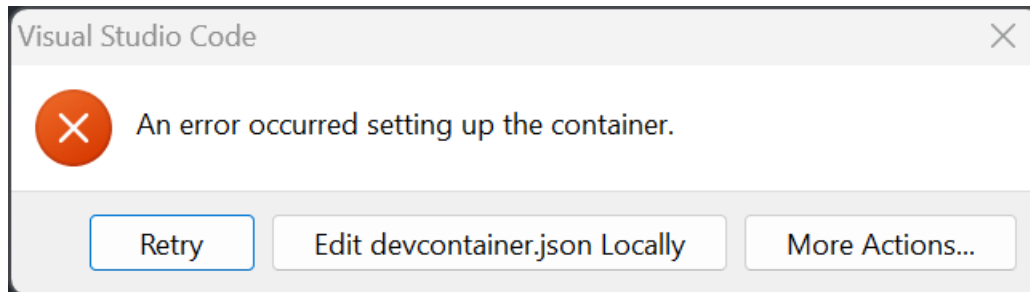 Visual Studio Code
An error occurred setting up the container.
Retry
Edit devcontainer.json Locally
More Actions...